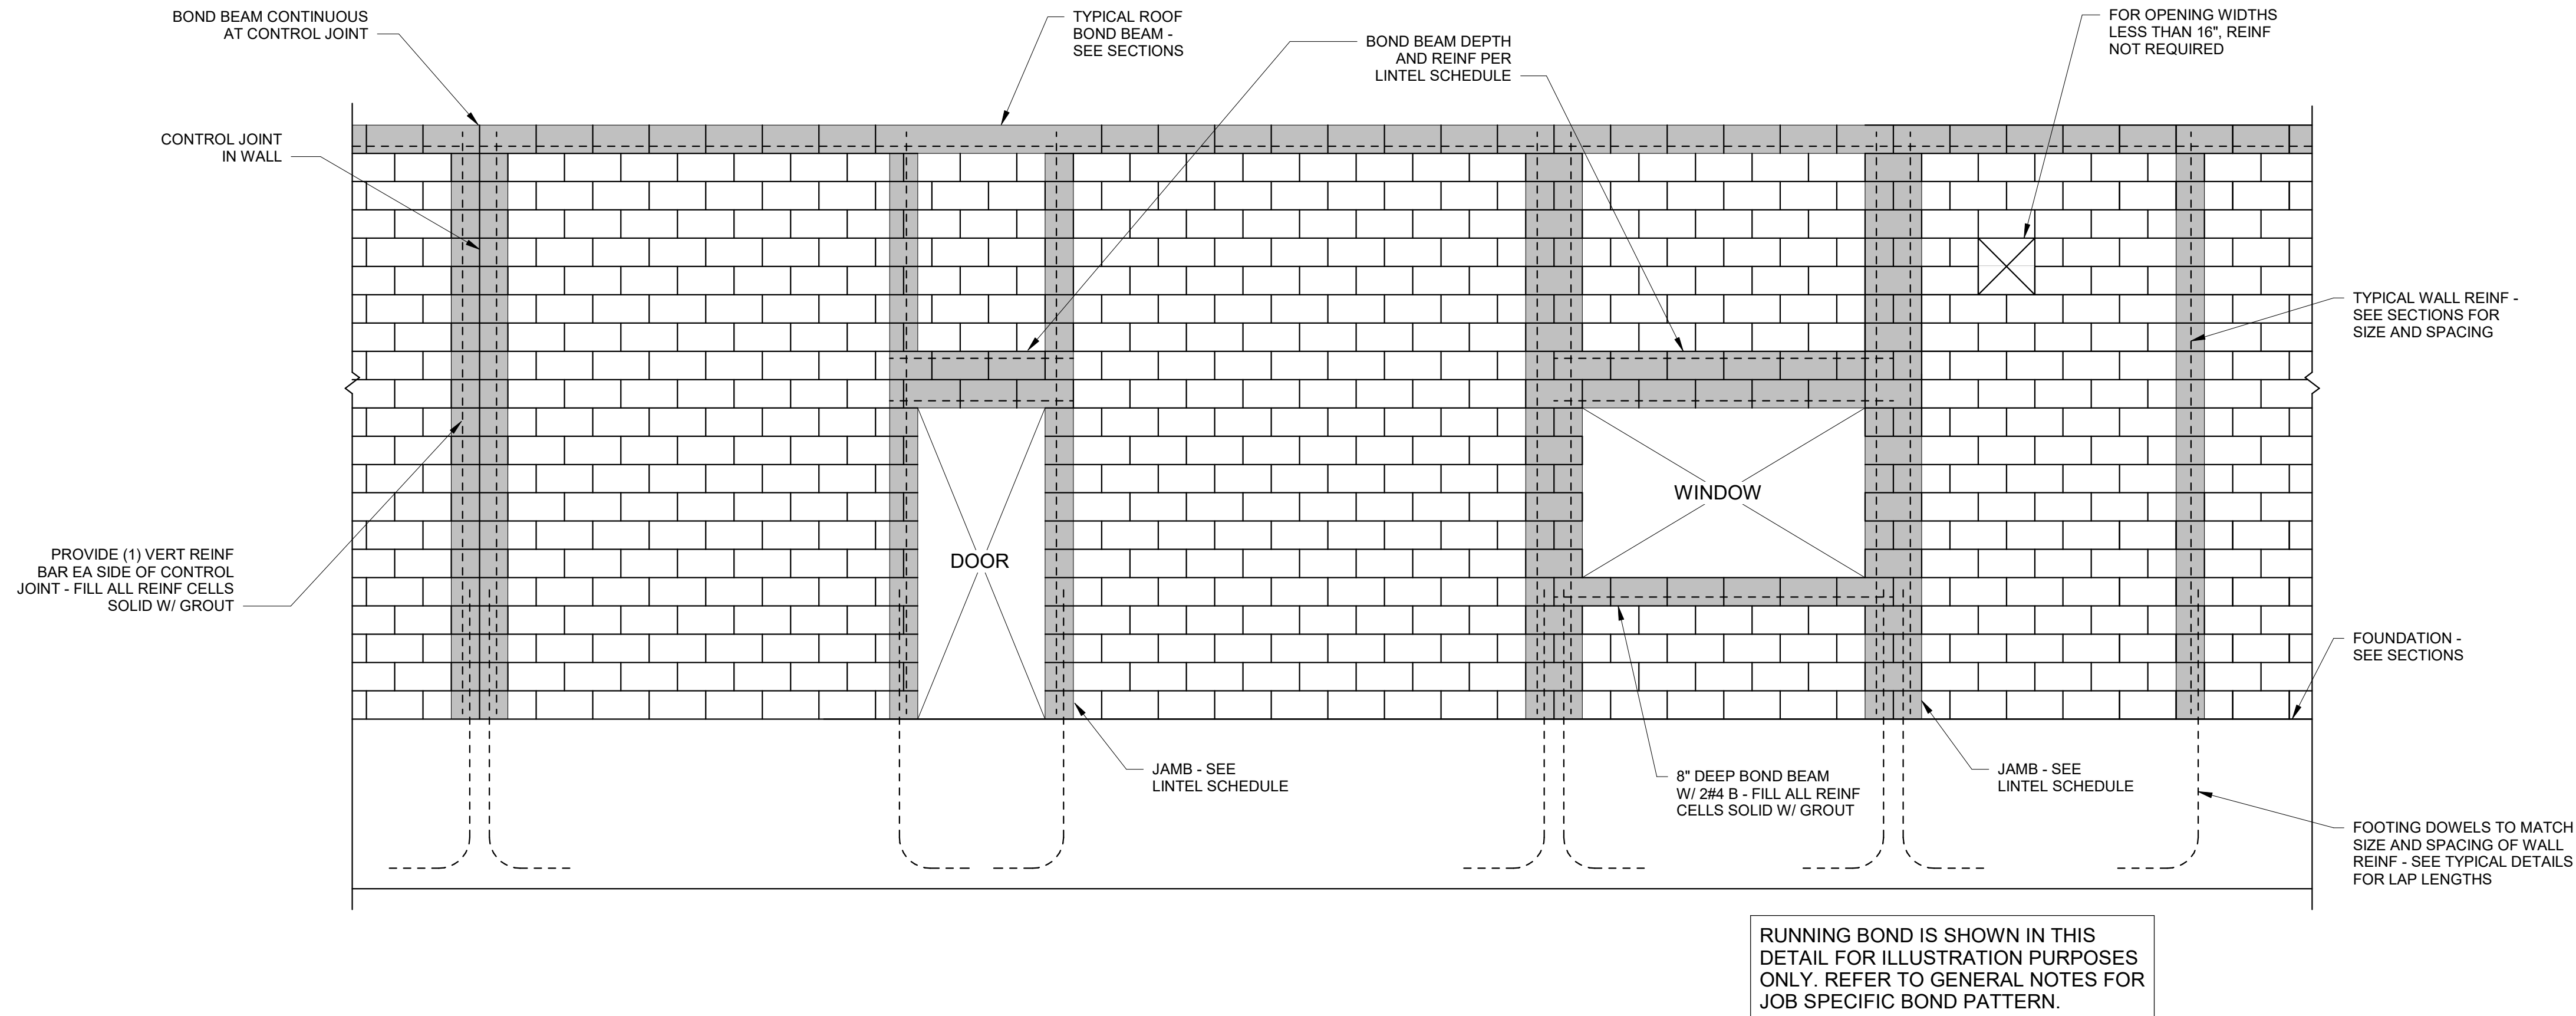 BOND BEAM CONTINUOUS
AT CONTROL JOINT
TYPICAL ROOF
BOND BEAM -
SEE SECTIONS
BOND BEAM DEPTH
AND REINF PER
LINTEL SCHEDULE
FOR OPENING WIDTHS
LESS THAN 16", REINF
NOT REQUIRED
CONTROL JOINT
IN WALL
TYPICAL WALL REINF -
SEE SECTIONS FOR
SIZE AND SPACING
WINDOW
DOOR
PROVIDE (1) VERT REINF
BAR EA SIDE OF CONTROL
JOINT - FILL ALL REINF CELLS
SOLID W/ GROUT
FOUNDATION -
SEE SECTIONS
JAMB - SEE
LINTEL SCHEDULE
8" DEEP BOND BEAM
W/ 2#4 B - FILL ALL REINF
CELLS SOLID W/ GROUT
JAMB - SEE
LINTEL SCHEDULE
FOOTING DOWELS TO MATCH
SIZE AND SPACING OF WALL
REINF - SEE TYPICAL DETAILS
FOR LAP LENGTHS
RUNNING BOND IS SHOWN IN THIS
DETAIL FOR ILLUSTRATION PURPOSES
ONLY. REFER TO GENERAL NOTES FOR
JOB SPECIFIC BOND PATTERN.